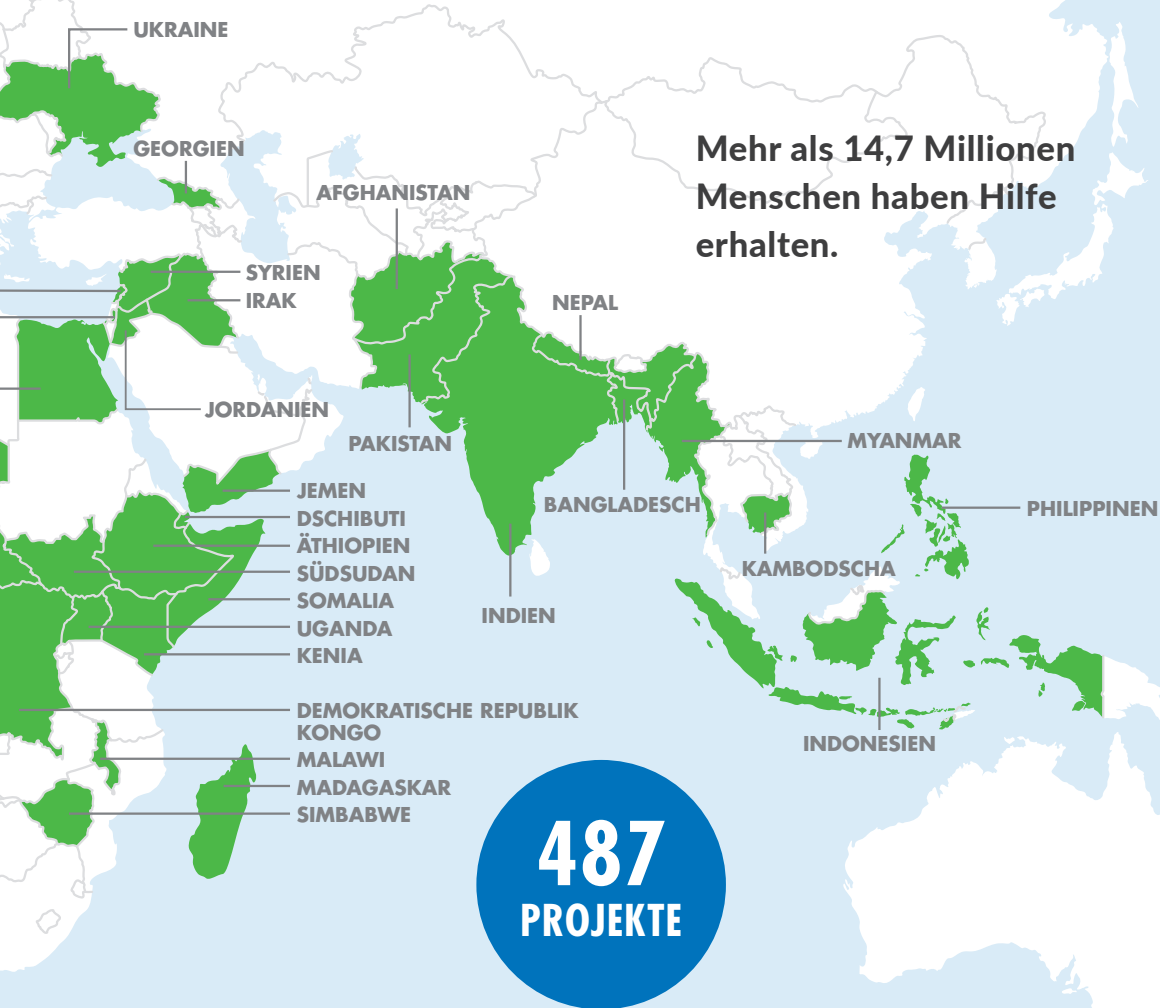 UKRAINE
GEORGIEN
Mehr als 14,7 Millionen
Menschen haben Hilfe
erhalten.
AFGHANISTAN
SYRIEN
IRAK
NEPAL
JORDANIEN
PAKISTAN
MYANMAR
JEMEN
BANGLADESCH
PHILIPPINEN
DSCHIBUTI
ÄTHIOPIEN
KAMBODSCHA
SÜDSUDAN
SOMALIA
INDIEN
UGANDA
KENIA
DEMOKRATISCHE REPUBLIK
KONGO
INDONESIEN
MALAWI
MADAGASKAR
SIMBABWE
487
PROJEKTE